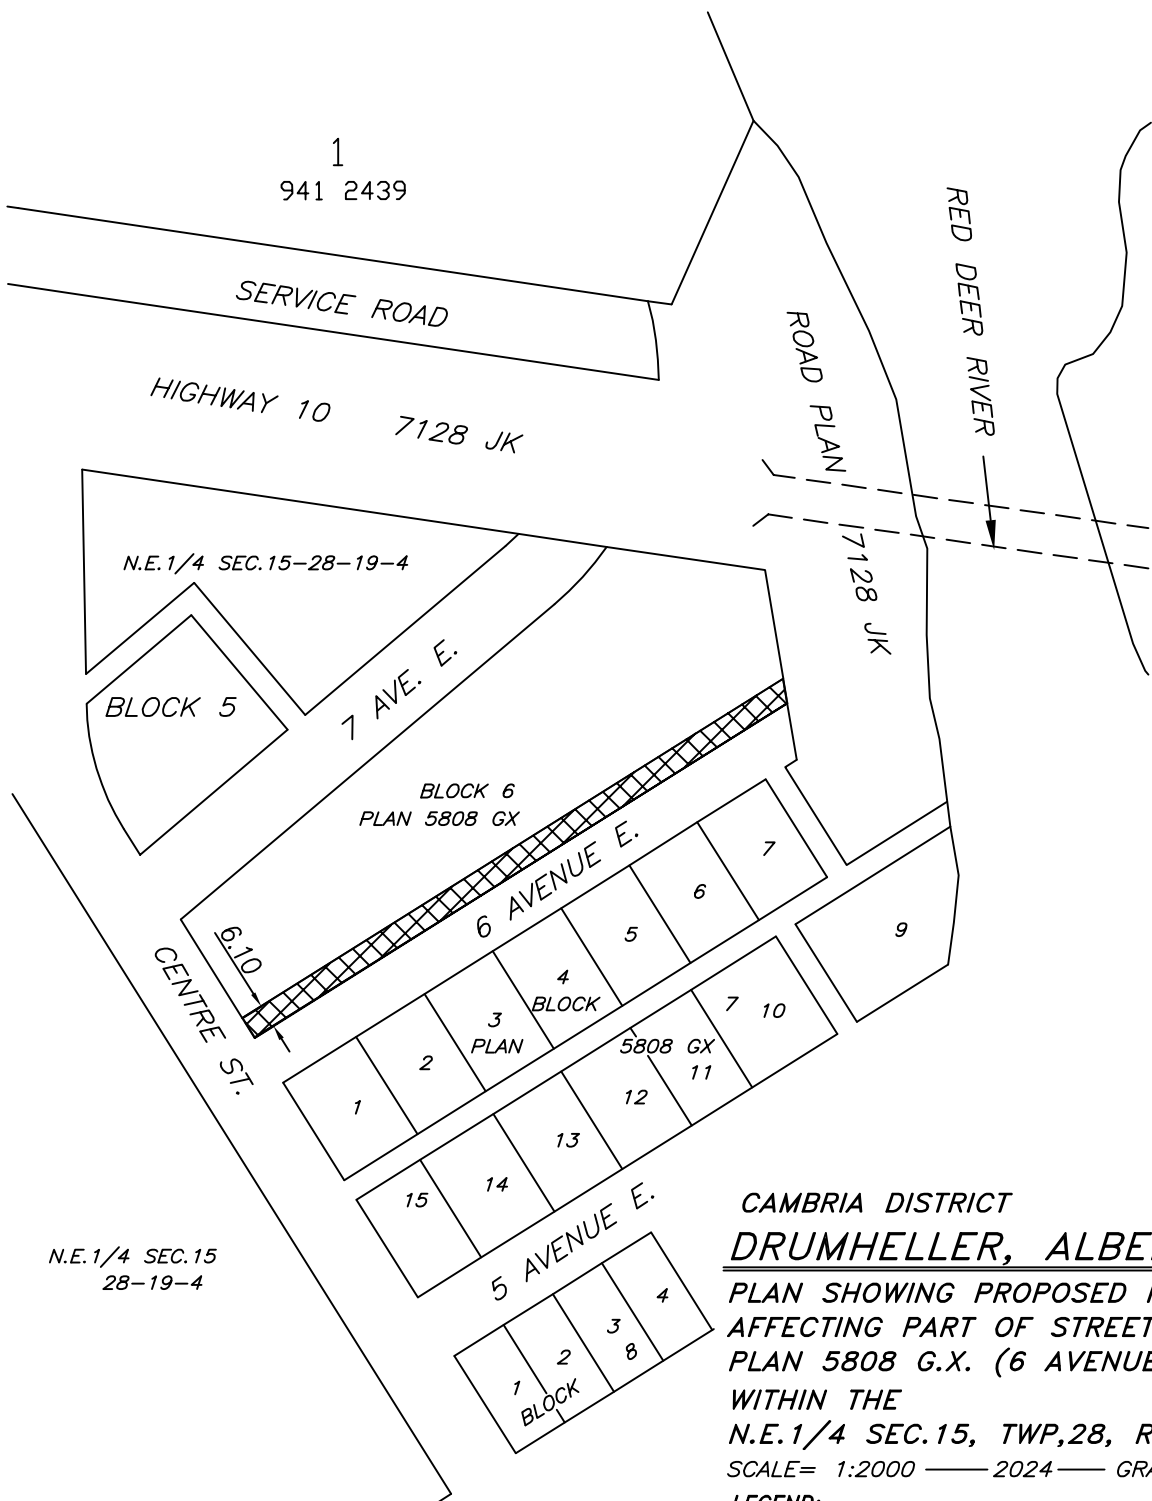 1
941 2439
SERVICE ROAD
HIGHWAY 10 7128 JK
RED DEER RIVER
ROAD PLAN
7128 JK
N.E.1/4 SEC.15-28-19-4
BLOCK 5
7 AVE. E.
BLOCK 6
PLAN 5808 GX
6 AVENUE E.
6.10
CENTRE ST.
7
6
5
4
BLOCK
3
PLAN
2
1
9
7
10
5808 GX
11
12
13
14
15
5 AVENUE E.
4
3
8
2
1
BLOCK
N.E.1/4 SEC.15
28-19-4
CAMBRIA DISTRICT
DRUMHELLER,
PLAN SHOWING PROPOSED
AFFECTING PART OF STREET
PLAN 5808 G.X. (6 AVENUE
WITHIN THE
N.E.1/4 SEC.15, TWP,28,
SCALE= 1:2000 —— 2024 ——